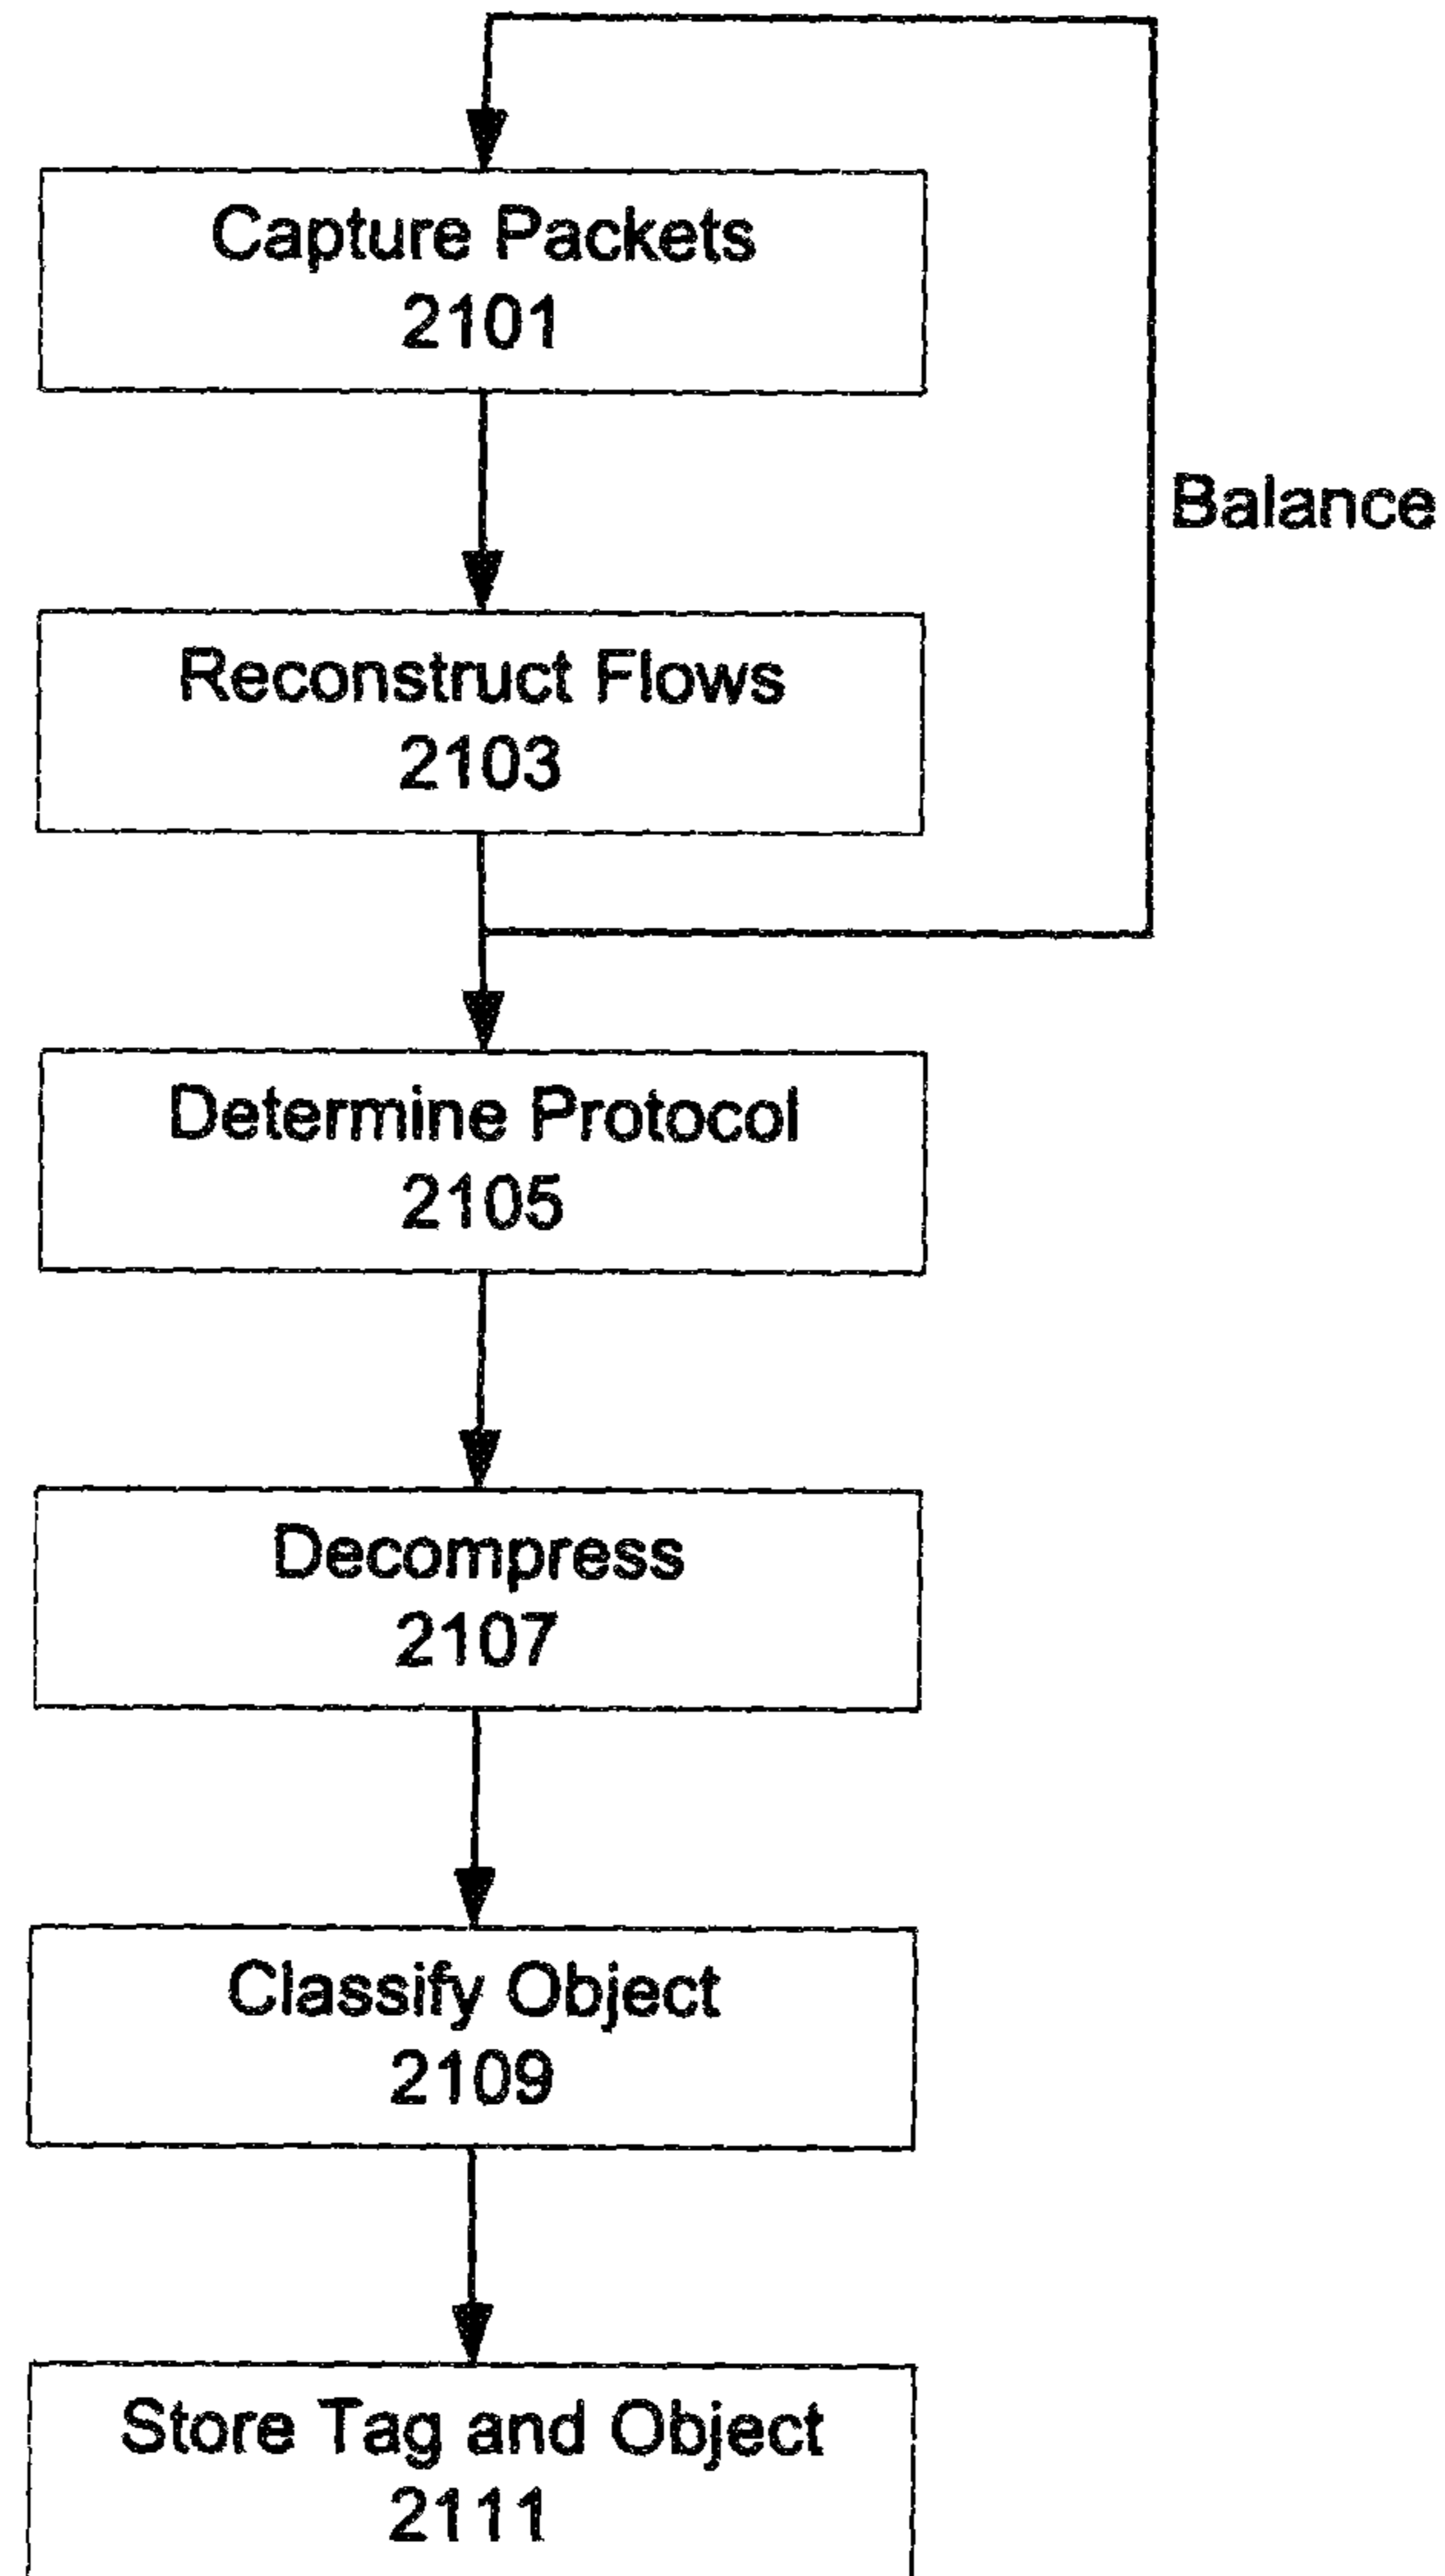 Capture Packets
2101
Balance
Reconstruct Flows
2103
Determine Protocol
2105
Decompress
2107
Classify Object
2109
Store Tag and Object
2111